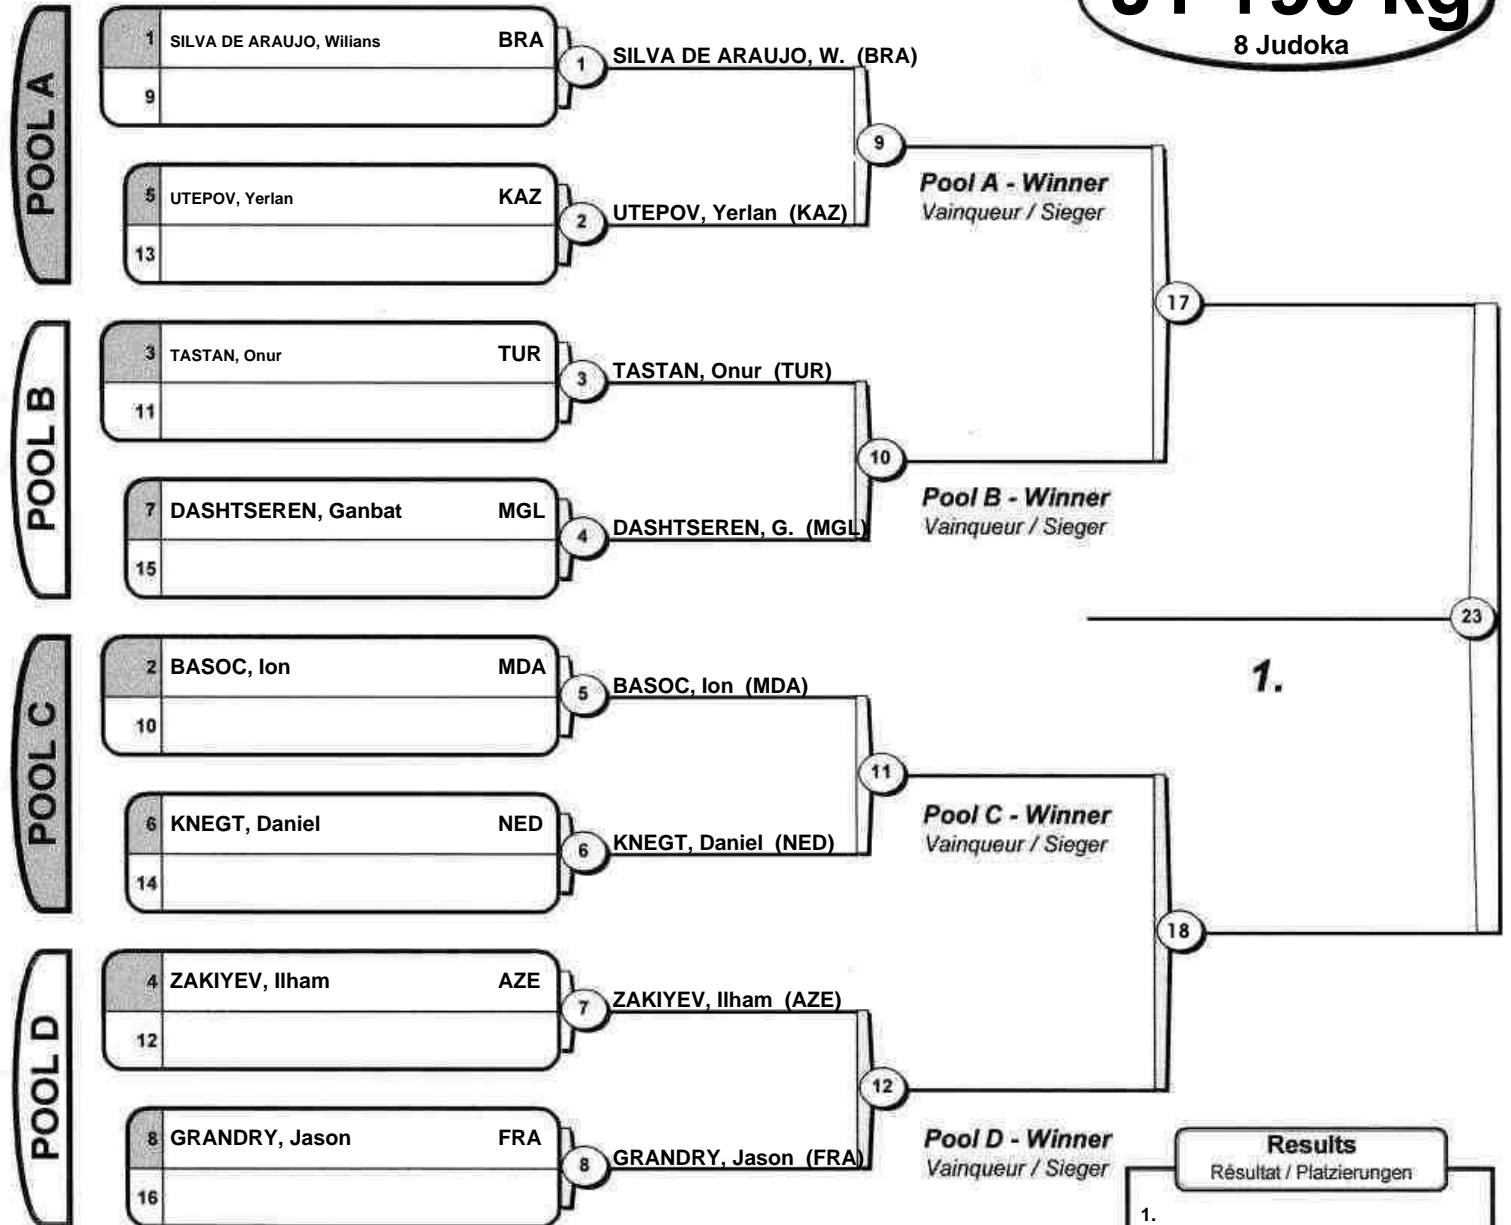 8 Judoka
POOL A
1 SILVA DE ARAUJO, Wilians BRA
9
1
SILVA DE ARAUJO, W. (BRA)
5 UTEPOV, Yerlan KAZ
13
2
UTEPOV, Yerlan (KAZ)
9
Pool A - Winner
Vainqueur / Sieger
POOL B
3 TASTAN, Onur TUR
11
3
TASTAN, Onur (TUR)
7 DASHTSEREN, Ganbat MGL
15
4
DASHTSEREN, G. (MGL)
10
Pool B - Winner
Vainqueur / Sieger
17
POOL C
2 BASOC, Ion MDA
10
5
BASOC, Ion (MDA)
6 KNEGT, Daniel NED
14
6
KNEGT, Daniel (NED)
11
Pool C - Winner
Vainqueur / Sieger
POOL D
4 ZAKIYEV, Ilham AZE
12
7
ZAKIYEV, Ilham (AZE)
8 GRANDRY, Jason FRA
16
8
GRANDRY, Jason (FRA)
12
Pool D - Winner
Vainqueur / Sieger
18
23
1.
Results
Résultat / Platzierungen
1.